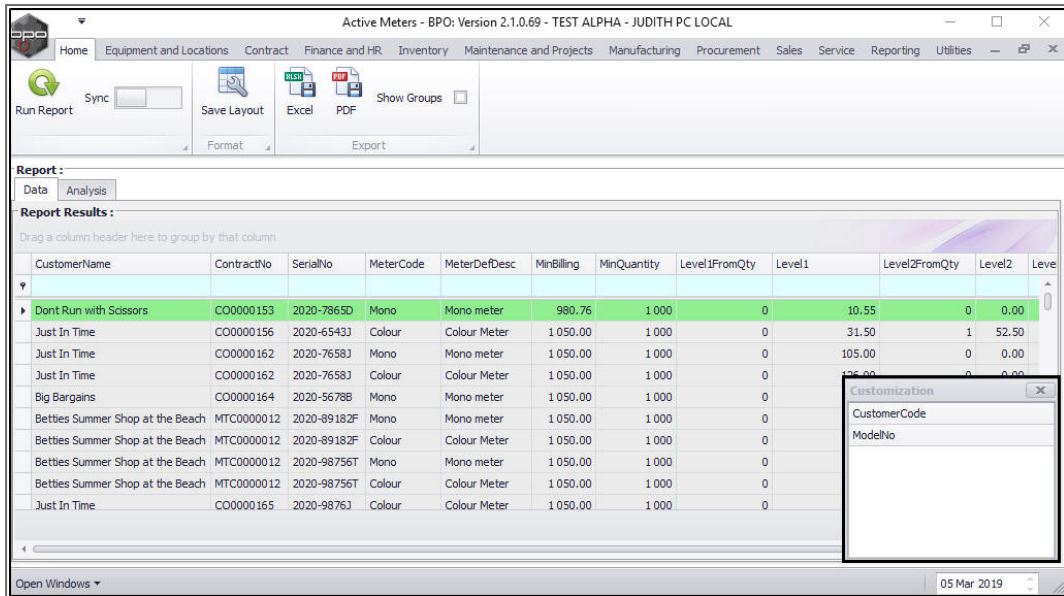 bpo
Active Meters - BPO: Version 2.1.0.69 - TEST ALPHA - JUDITH PC LOCAL
Home Equipment and Locations Contract Finance and HR Inventory Maintenance and Projects Manufacturing Procurement Sales Service Reporting Utilities
Run Report Sync Save Layout XLSX Excel PDF PDF Show Groups
Format Export
Report :
Data Analysis
Report Results :
Drag a column header here to group by that column
CustomerName ContractNo SerialNo MeterCode MeterDefDesc MinBilling MinQuantity Level1FromQty Level1 Level2FromQty Level2 Leve
Dont Run with Scissors CO0000153 2020-7865D Mono Mono meter 980.76 1 000 0 10.55 0 0.00
Just In Time CO0000156 2020-6543J Colour Colour Meter 1 050.00 1 000 0 31.50 1 52.50
Just In Time CO0000162 2020-7658J Mono Mono meter 1 050.00 1 000 0 105.00 0 0.00
Just In Time CO0000162 2020-7658J Colour Colour Meter 1 050.00 1 000 0
Big Bargains CO0000164 2020-5678B Mono Mono meter 1 050.00 1 000 0
Betties Summer Shop at the Beach MTC0000012 2020-89182F Mono Mono meter 1 050.00 1 000 0
Betties Summer Shop at the Beach MTC0000012 2020-89182F Colour Colour Meter 1 050.00 1 000 0
Betties Summer Shop at the Beach MTC0000012 2020-98756T Mono Mono meter 1 050.00 1 000 0
Betties Summer Shop at the Beach MTC0000012 2020-98756T Colour Colour Meter 1 050.00 1 000 0
Just In Time CO0000165 2020-9876J Colour Colour Meter 1 050.00 1 000 0
Customization
CustomerCode
ModelNo
Open Windows 05 Mar 2019